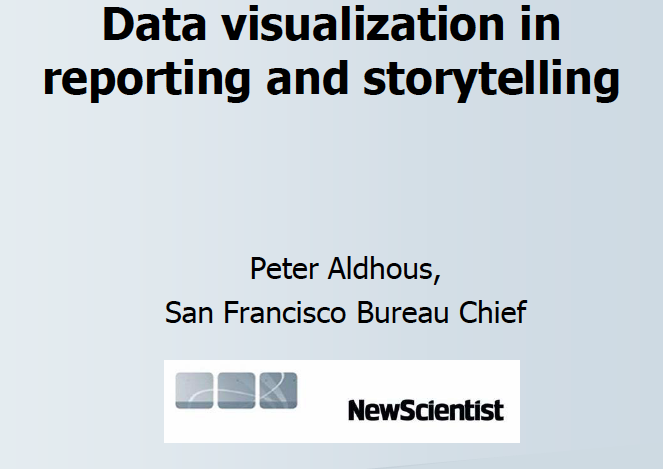 Data visualization in
reporting and storytelling
Peter Aldhous,
San Francisco Bureau Chief
NewScientist